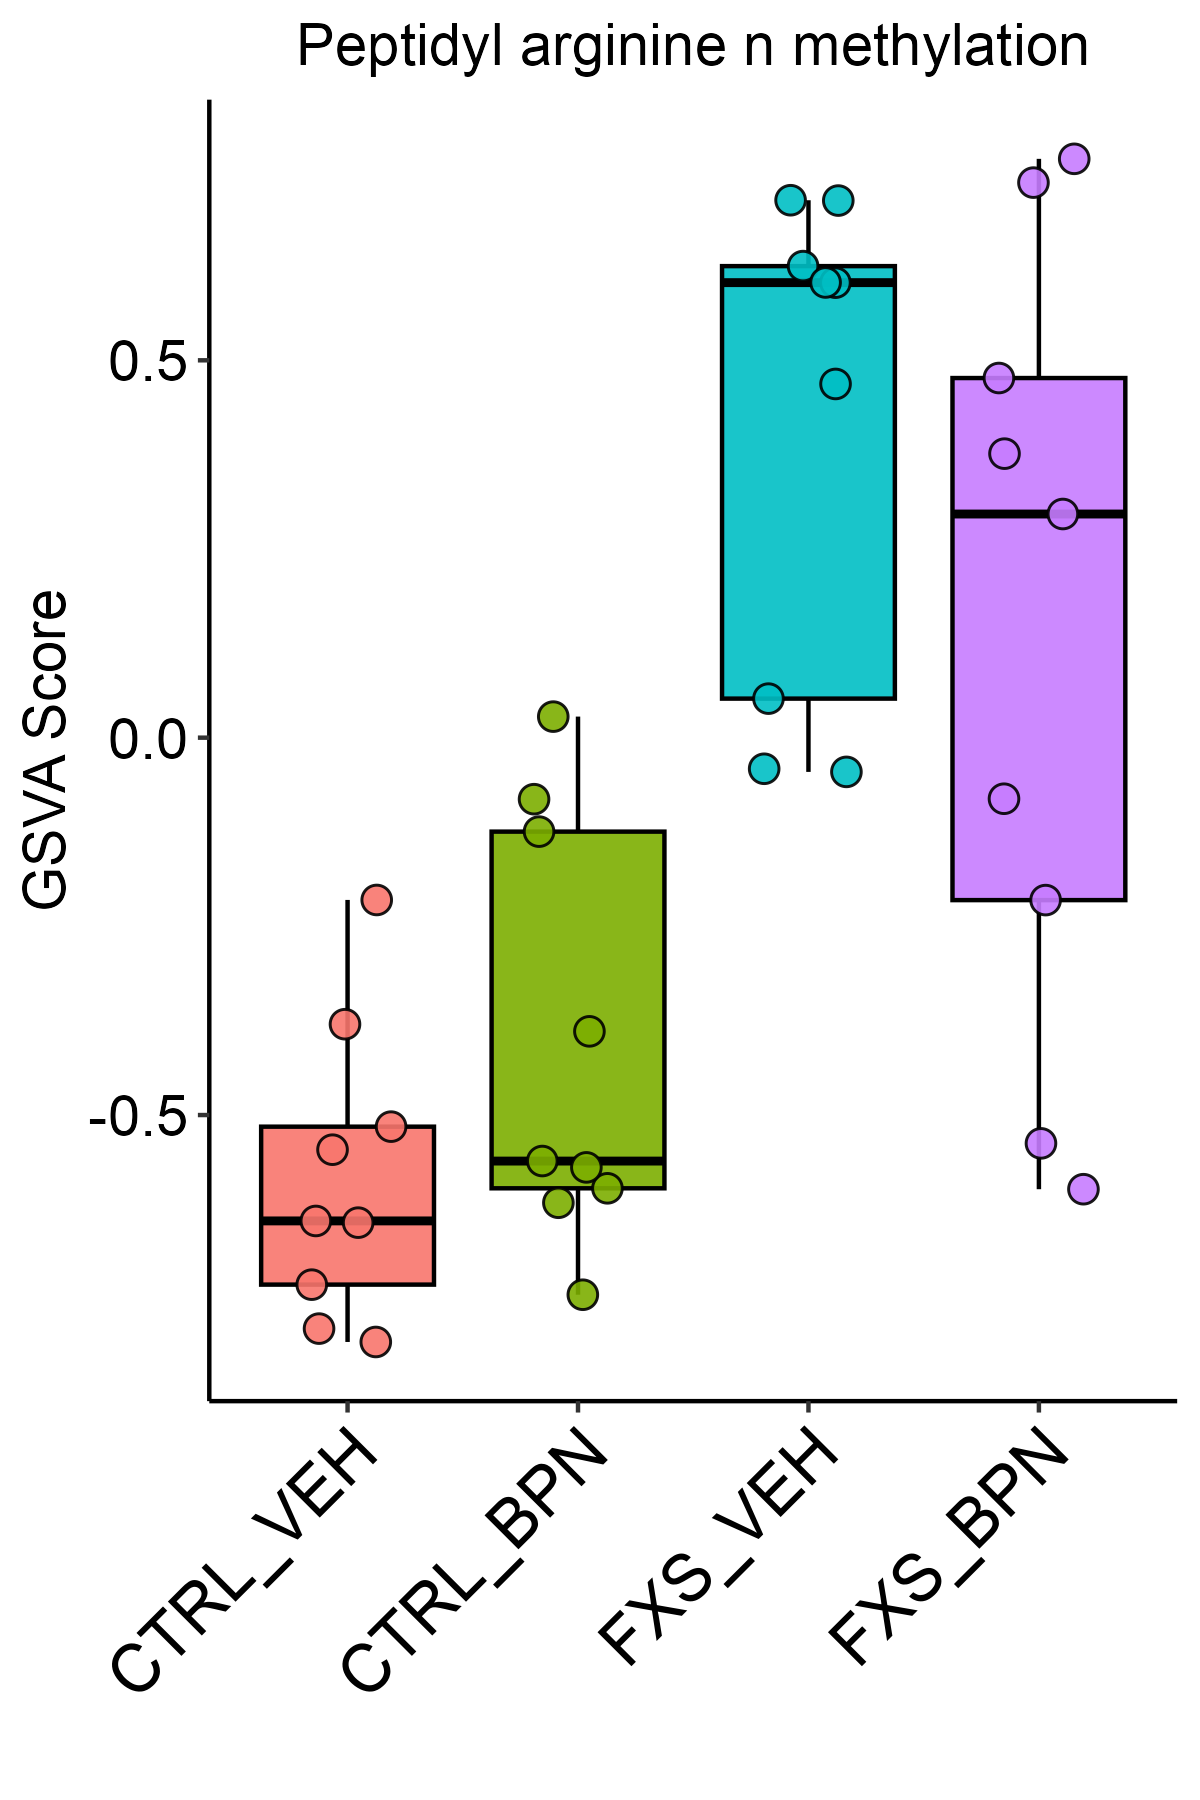 Peptidyl arginine n methylation
GSVA Score
0.5
0.0
-0.5
CTRL_VEH
CTRL_BPN
FXS_VEH
FXS_BPN